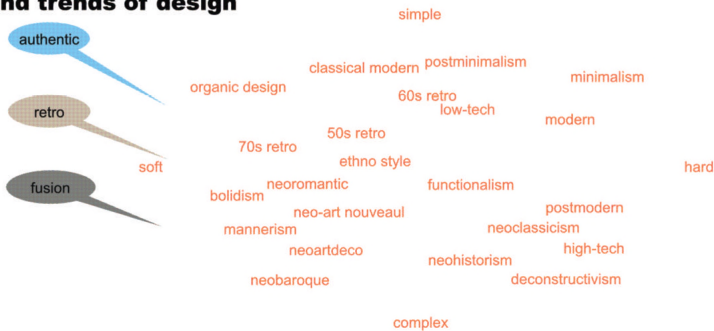 nd trends of design
simple
authentic
classical modern postminimalism
minimalism
organic design
60s retro
low-tech
retro
modern
50s retro
70s retro
ethno style
soft
hard
neoromantic
functionalism
fusion
bolidism
neo-art nouveaul
postmodern
mannerism
neoclassicism
neoartdeco
high-tech
neohistorism
neobaroque
deconstructivism
complex